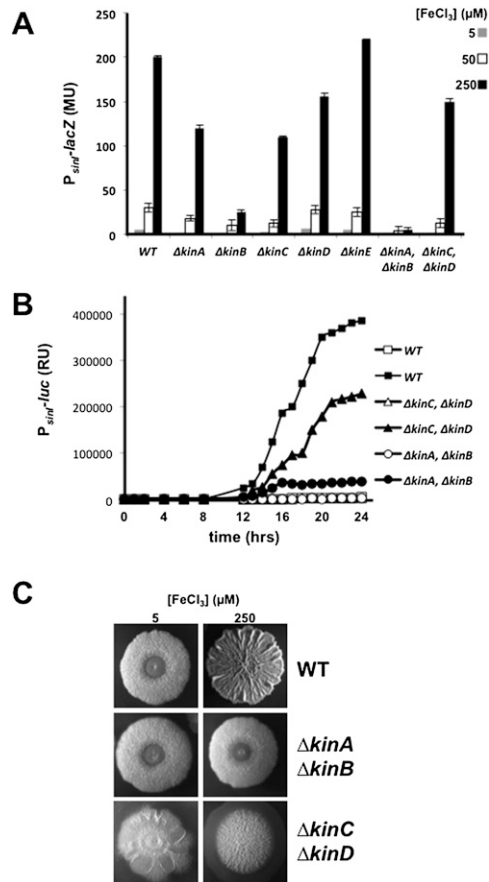 A
[FeCl3] (µM)
5
50
250
PsinI-lacZ (MU)
250
200
150
100
50
0
WT
ΔkinA
ΔkinB
ΔkinC
ΔkinD
ΔkinE
ΔkinA, ΔkinB
ΔkinC, ΔkinD
B
PsinI-luc (RU)
400000
300000
200000
100000
0
0 4 8 12 16 20 24
time (hrs)
WT
WT
ΔkinC, ΔkinD
ΔkinC, ΔkinD
ΔkinA, ΔkinB
ΔkinA, ΔkinB
C
[FeCl3] (µM)
5 250
WT
ΔkinA
ΔkinB
ΔkinC
ΔkinD